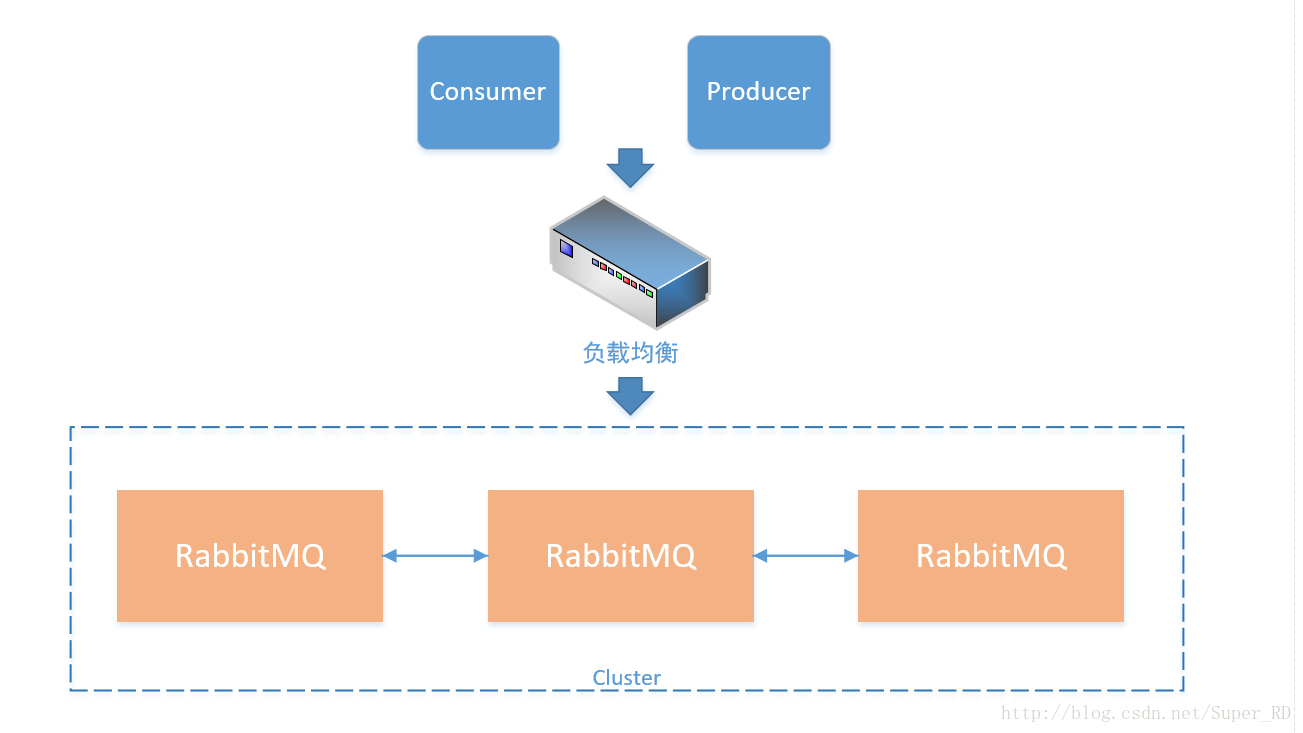 Consumer
Producer
负载均衡
RabbitMQ
RabbitMQ
RabbitMQ
Cluster
http://blog.csdn.net/Super_RD